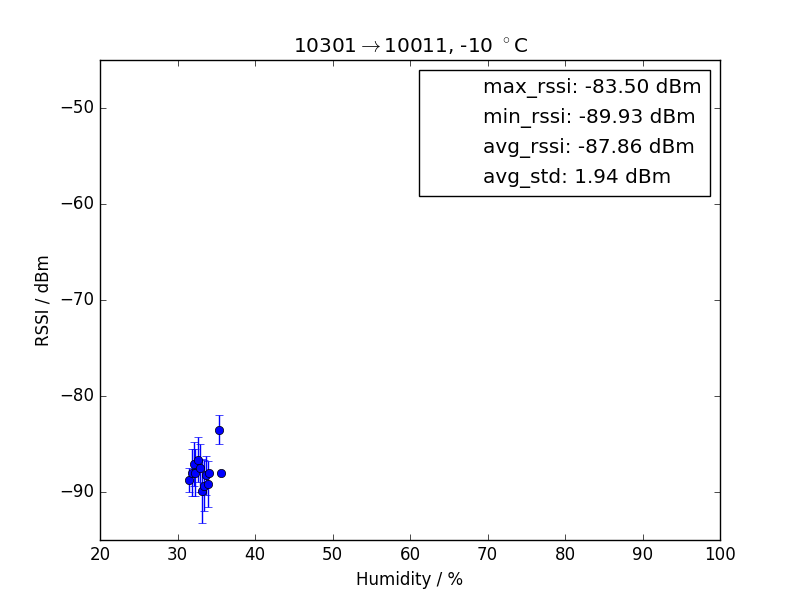 10301→10011, -10 °C
max_rssi: -83.50 dBm
min_rssi: -89.93 dBm
avg_rssi: -87.86 dBm
avg_std: 1.94 dBm
−50
−60
−70
−80
−90
RSSI / dBm
20 30 40 50 60 70 80 90 100
Humidity / %